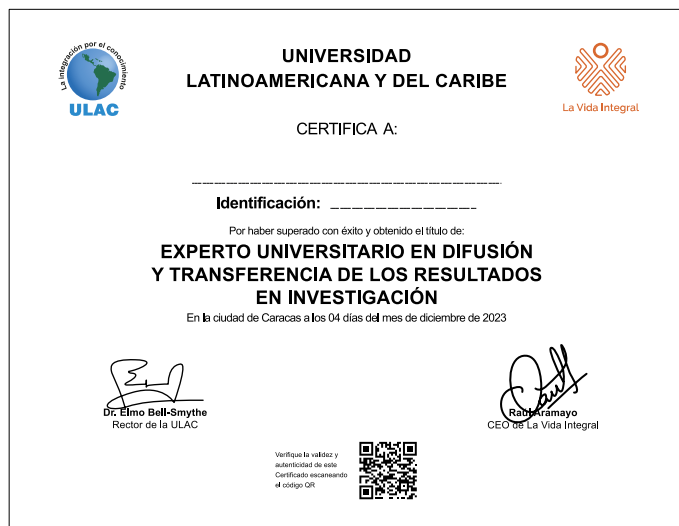 La integración por el conocimiento
ULAC
UNIVERSIDAD
LATINOAMERICANA Y DEL CARIBE
La Vida Integral
CERTIFICA A:
Identificación:
Por haber superado con éxito y obtenido el título de:
EXPERTO UNIVERSITARIO EN DIFUSIÓN
Y TRANSFERENCIA DE LOS RESULTADOS
EN INVESTIGACIÓN
En la ciudad de Caracas a los 04 días del mes de diciembre de 2023
Dr. Elmo Bell-Smythe
Rector de la ULAC
Raúl Aramayo
CEO de La Vida Integral
Verifique la validez y
autenticidad de este
Certificado escaneando
el código QR